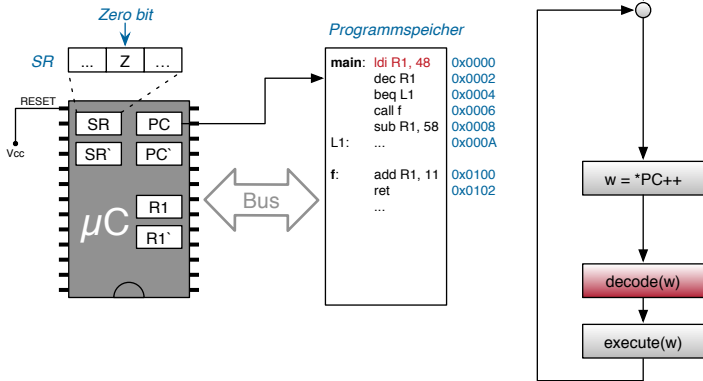 Zero bit
SR ... Z ...
RESET
Vcc
SR PC
SR` PC`
µC
R1
R1`
Bus
Programmspeicher
main: ldi R1, 48 0x0000
dec R1 0x0002
beq L1 0x0004
call f 0x0006
sub R1, 58 0x0008
L1: ... 0x000A
f: add R1, 11 0x0100
ret 0x0102
...
w = *PC++
decode(w)
execute(w)